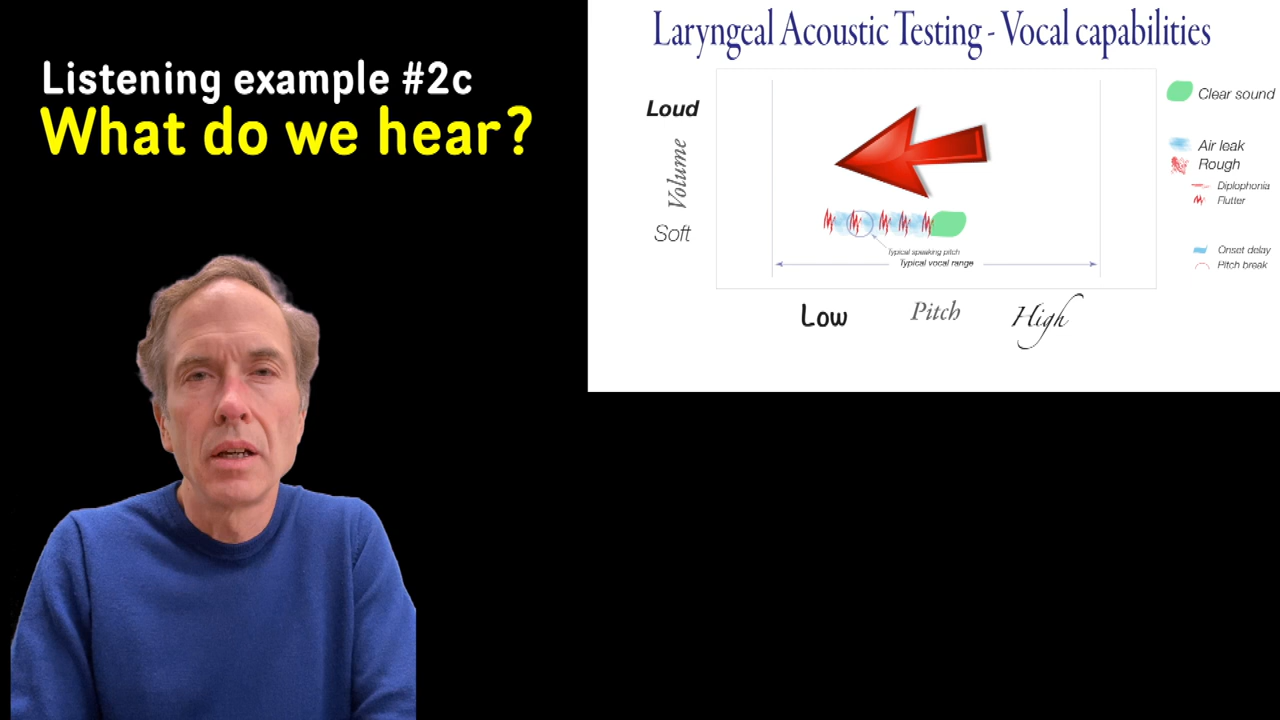 Listening example #2c
What do we hear?
Laryngeal Acoustic Testing - Vocal capabilities
Loud
Volume
Soft
Typical speaking pitch
Typical vocal range
Low
Pitch
High
Clear sound
Air leak
Rough
Diplophonia
Flutter
Onset delay
Pitch break